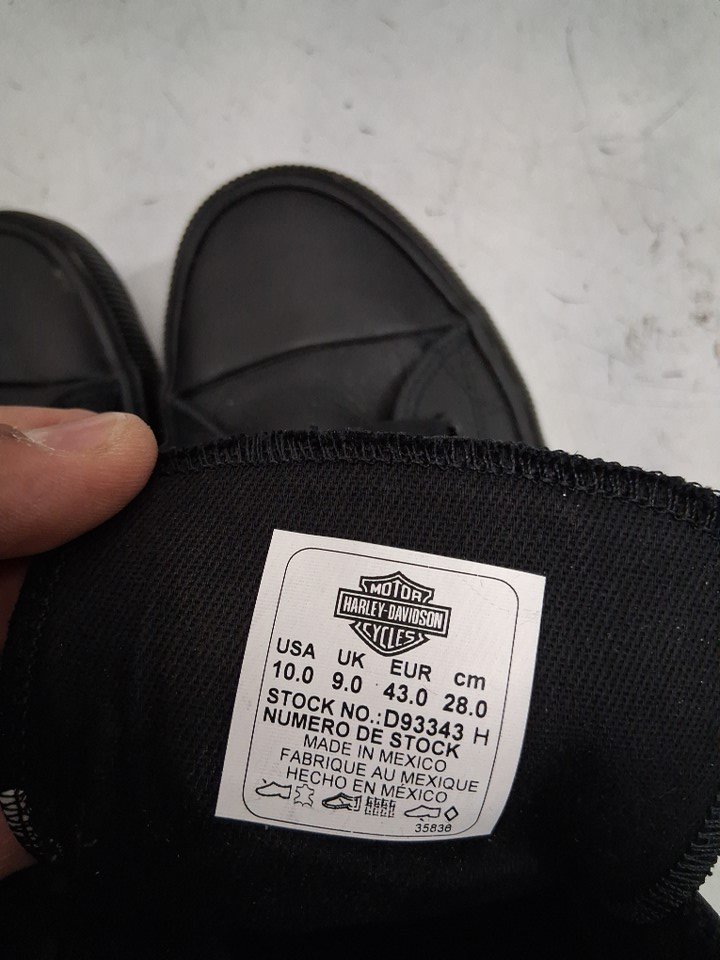 MOTOR
HARLEY-DAVIDSON
CYCLES
USA UK EUR cm
10.0 9.0 43.0 28.0
STOCK NO.:D93343 H
NUMERO DE STOCK
MADE IN MEXICO
FABRIQUE AU MEXIQUE
HECHO EN MÉXICO
35836